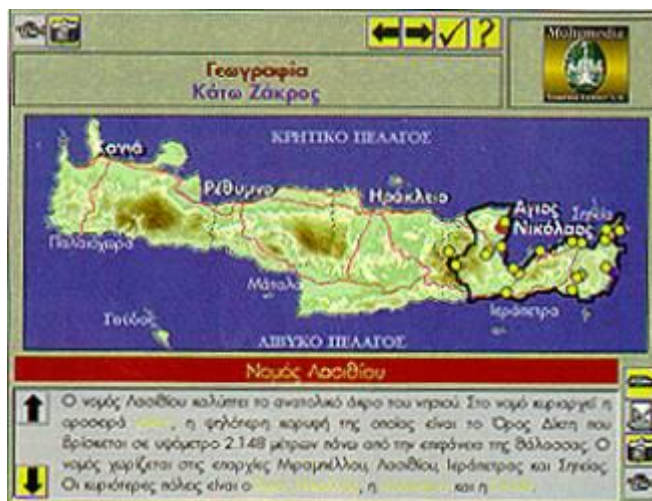 Multimedia
Γεωγραφία
Κάτω Ζάκρος
ΚΡΗΤΙΚΟ ΠΕΛΑΓΟΣ
Χανιά
Ρέθυμνο
Ηράκλειο
Άγιος
Νικόλαος
Σητεία
Παλαιόχωρα
Μάταλα
Ιεράπετρα
Γαύδος
ΛΙΒΥΚΟ ΠΕΛΑΓΟΣ
Νομός Λασιθίου
Ο νομός Λασιθίου καλύπτει το ανατολικό άκρο του νησιού. Στο νομό κυριαρχεί η
οροσειρά , η ψηλότερη κορυφή της οποίας είναι το Όρος Δίκτη που
βρίσκεται σε υψόμετρο 2.148 μέτρων πάνω από την επιφάνεια της θάλασσας. Ο
νομός χωρίζεται στις επαρχίες Μιραμπέλλου, Λασιθίου, Ιεράπετρας και Σητείας.
Οι κυριότερες πόλεις είναι ο , η και η